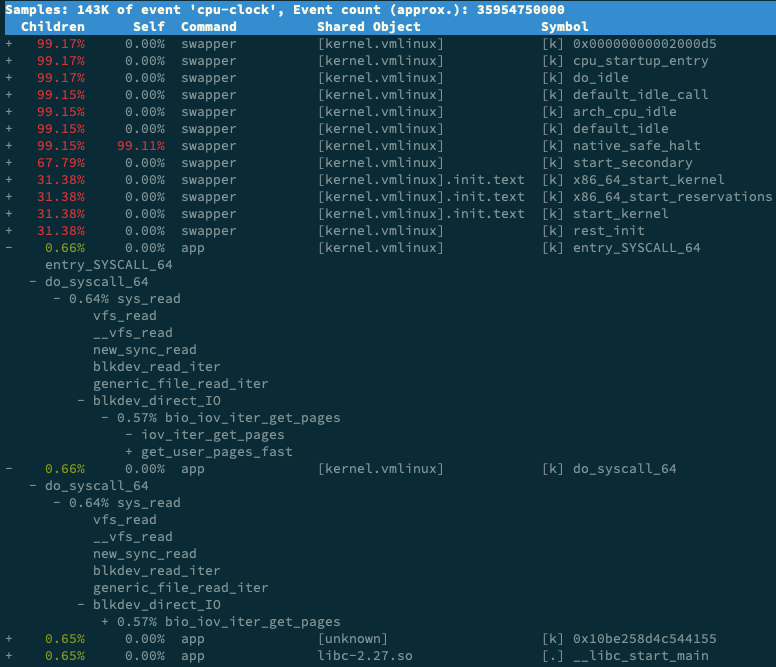 Samples: 143K of event 'cpu-clock', Event count (approx.): 35954750000
Children Self Command Shared Object Symbol
+ 99.17% 0.00% swapper [kernel.vmlinux] [k] 0x00000000002000d5
+ 99.17% 0.00% swapper [kernel.vmlinux] [k] cpu_startup_entry
+ 99.17% 0.00% swapper [kernel.vmlinux] [k] do_idle
+ 99.15% 0.00% swapper [kernel.vmlinux] [k] default_idle_call
+ 99.15% 0.00% swapper [kernel.vmlinux] [k] arch_cpu_idle
+ 99.15% 0.00% swapper [kernel.vmlinux] [k] default_idle
+ 99.15% 99.11% swapper [kernel.vmlinux] [k] native_safe_halt
+ 67.79% 0.00% swapper [kernel.vmlinux] [k] start_secondary
+ 31.38% 0.00% swapper [kernel.vmlinux].init.text [k] x86_64_start_kernel
+ 31.38% 0.00% swapper [kernel.vmlinux].init.text [k] x86_64_start_reservations
+ 31.38% 0.00% swapper [kernel.vmlinux].init.text [k] start_kernel
+ 31.38% 0.00% swapper [kernel.vmlinux] [k] rest_init
- 0.66% 0.00% app [kernel.vmlinux] [k] entry_SYSCALL_64
entry_SYSCALL_64
- do_syscall_64
- 0.64% sys_read
vfs_read
__vfs_read
new_sync_read
blkdev_read_iter
generic_file_read_iter
- blkdev_direct_IO
- 0.57% bio_iov_iter_get_pages
- iov_iter_get_pages
+ get_user_pages_fast
- 0.66% 0.00% app [kernel.vmlinux] [k] do_syscall_64
- do_syscall_64
- 0.64% sys_read
vfs_read
__vfs_read
new_sync_read
blkdev_read_iter
generic_file_read_iter
- blkdev_direct_IO
+ 0.57% bio_iov_iter_get_pages
+ 0.65% 0.00% app [unknown] [k] 0x10be258d4c544155
+ 0.65% 0.00% app libc-2.27.so [.] __libc_start_main